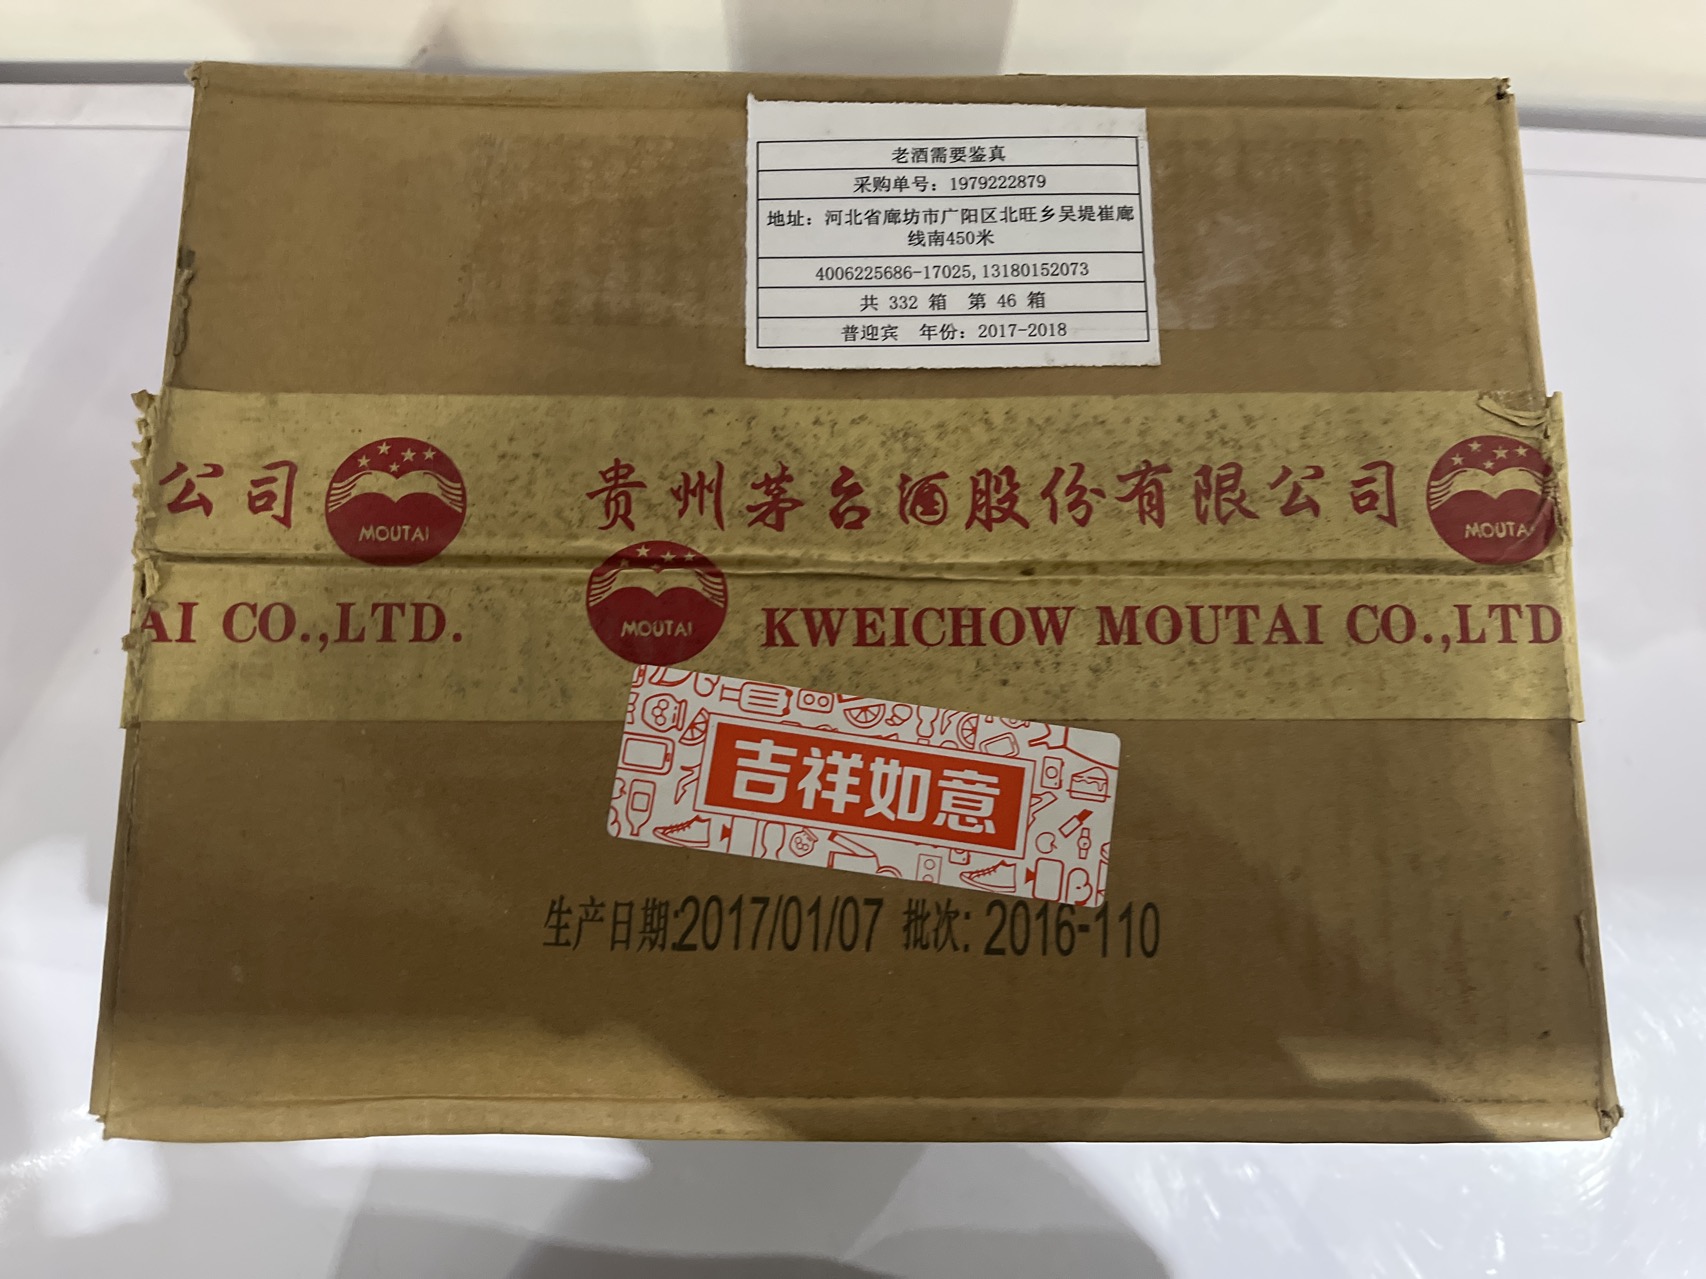 老酒需要鉴真
采购单号：1979222879
地址：河北省廊坊市广阳区北旺乡吴堤崔廊
线南450米
4006225686-17025,13180152073
共 332 箱 第 46 箱
普迎宾 年份：2017-2018
公司 MOUTAI 贵州茅台酒股份有限公司 MOUTAI
AI CO.,LTD. MOUTAI KWEICHOW MOUTAI CO.,LTD
吉祥如意
生产日期:2017/01/07 批次: 2016-110